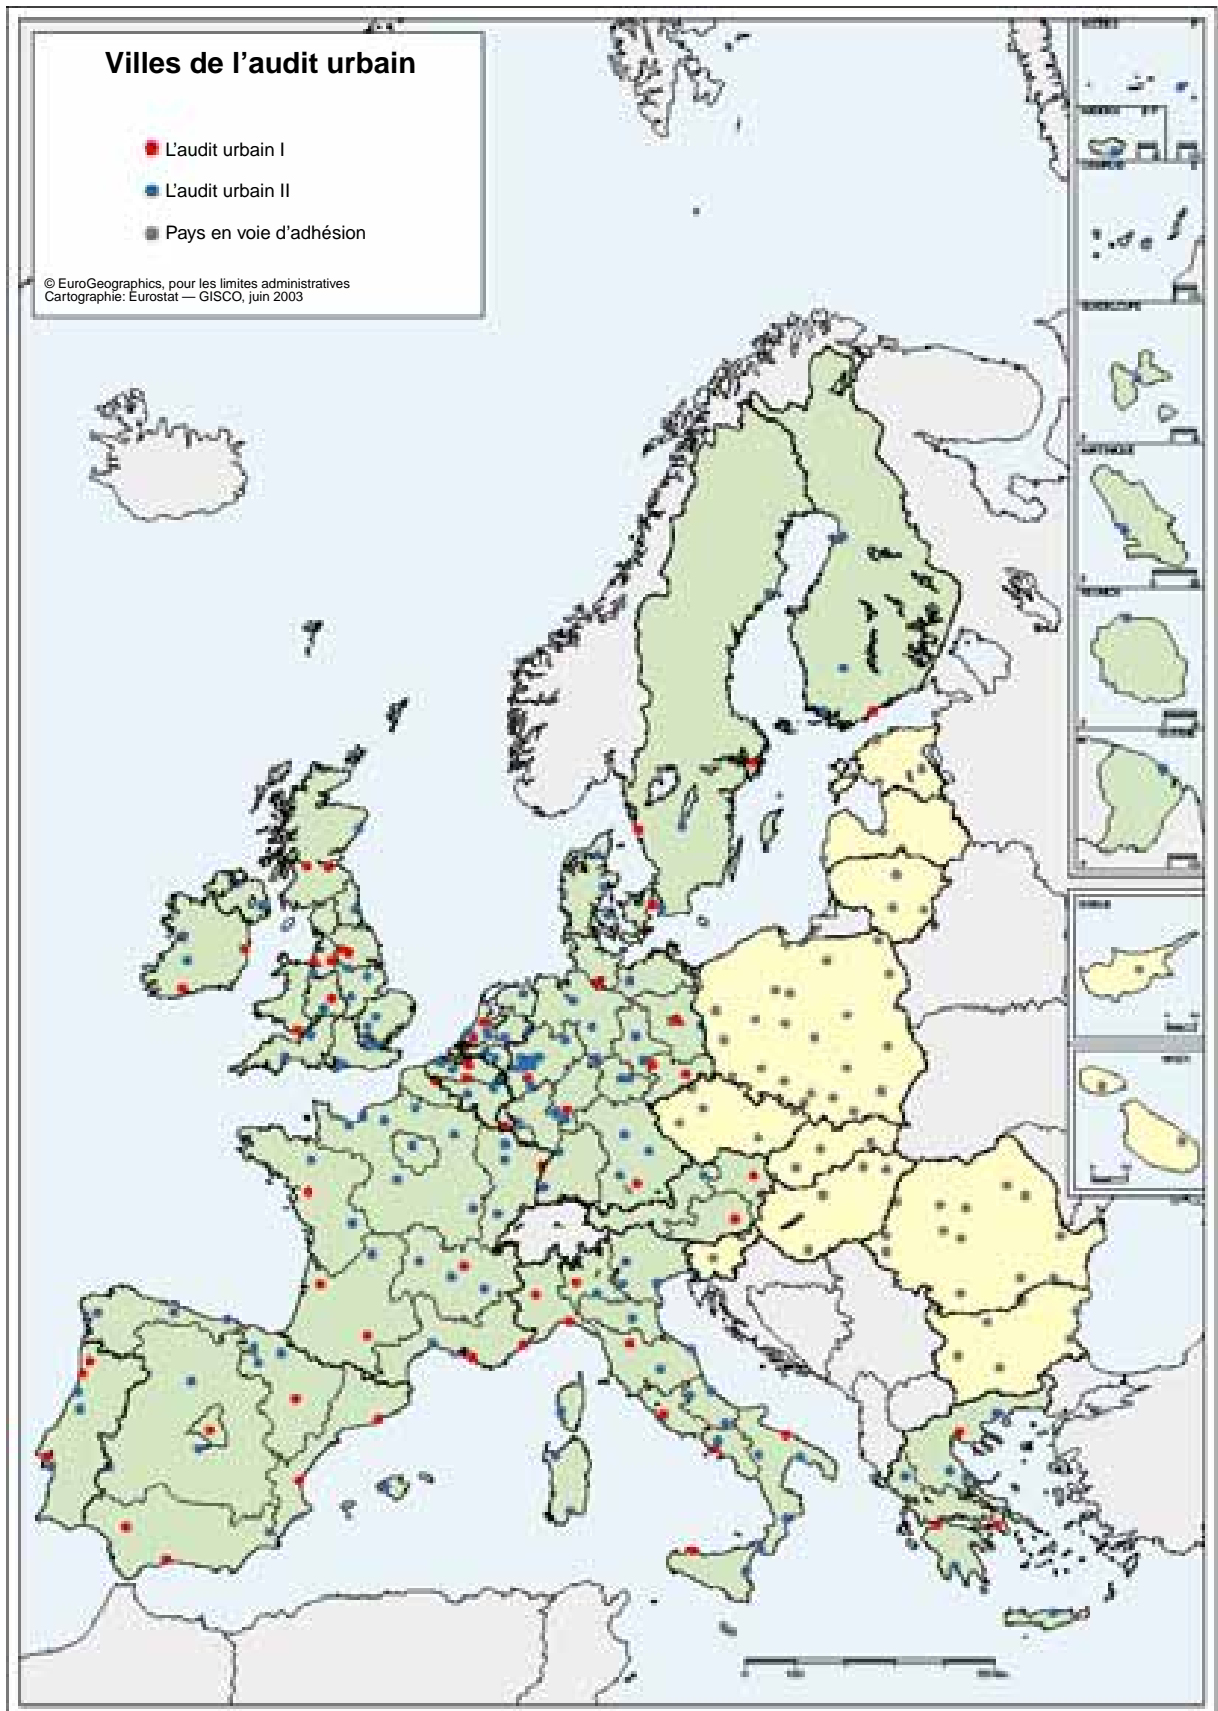 Villes de l’audit urbain
L’audit urbain I
L’audit urbain II
Pays en voie d’adhésion
© EuroGeographics, pour les limites administratives
Cartographie: Eurostat — GISCO, juin 2003